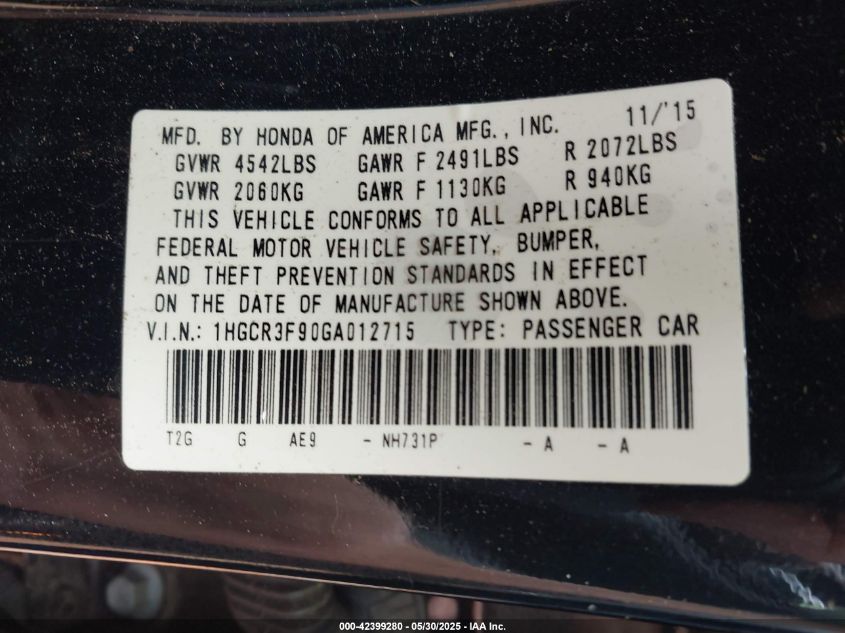 11/'15
MFD. BY HONDA OF AMERICA MFG., INC.
GVWR 4542LBS GAWR F 2491LBS R 2072LBS
GVWR 2060KG GAWR F 1130KG R 940KG
THIS VEHICLE CONFORMS TO ALL APPLICABLE
FEDERAL MOTOR VEHICLE SAFETY, BUMPER,
AND THEFT PREVENTION STANDARDS IN EFFECT
ON THE DATE OF MANUFACTURE SHOWN ABOVE.
V.I.N.: 1HGCR3F90GA012715 TYPE: PASSENGER CAR
T2G G AE9 - NH731P - A - A
000-42399280 - 05/30/2025 - IAA Inc.